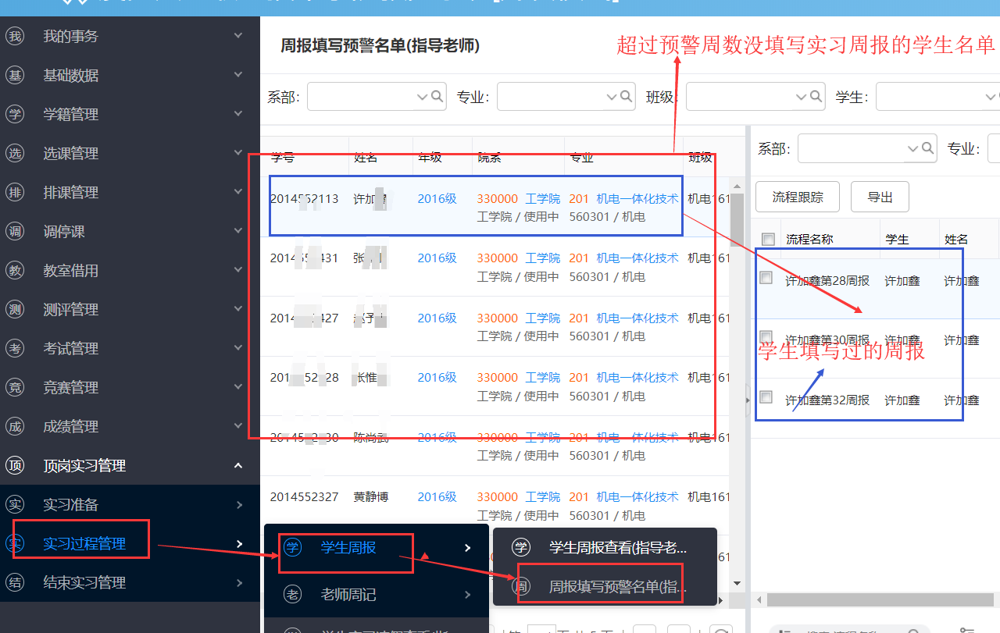 我 我的事务
基 基础数据
学 学籍管理
选 选课管理
排 排课管理
调 调停课
教 教室借用
测 测评管理
考 考试管理
竞 竞赛管理
成 成绩管理
顶 顶岗实习管理
实 实习准备
实 实习过程管理
结 结束实习管理
周报填写预警名单(指导老师)
超过预警周数没填写实习周报的学生名单
系部: 专业: 班级: 学生:
学号 姓名 年级 院系 专业 班级
2014552113 许加 2016级 330000 工学院 201 机电一体化技术 机电161
工学院 / 使用中 560301 / 机电
431 张 2016级 330000 工学院 201 机电一体化技术 机电161
工学院 / 使用中 560301 / 机电
427 2016级 330000 工学院 201 机电一体化技术 机电161
工学院 / 使用中 560301 / 机电
张惟 2016级 330000 工学院 201 机电一体化技术 机电161
工学院 / 使用中 560301 / 机电
陈尚武 2016级 330000 工学院 201 机电一体化技术 机电161
工学院 / 使用中 560301 / 机电
2014552327 黄静博 2016级 330000 工学院 201 机电一体化技术 机电161
工学院 / 使用中 560301 / 机电
学 学生周报
老 老师周记
学 学生周报查看(指导老...
周 周报填写预警名单(指...
系部: 专业:
流程跟踪 导出
流程名称 学生 姓名
许加鑫第28周报 许加鑫 许加鑫
许加鑫第30周报 许加鑫 许加鑫
学生填写过的周报
许加鑫第32周报 许加鑫 许加鑫